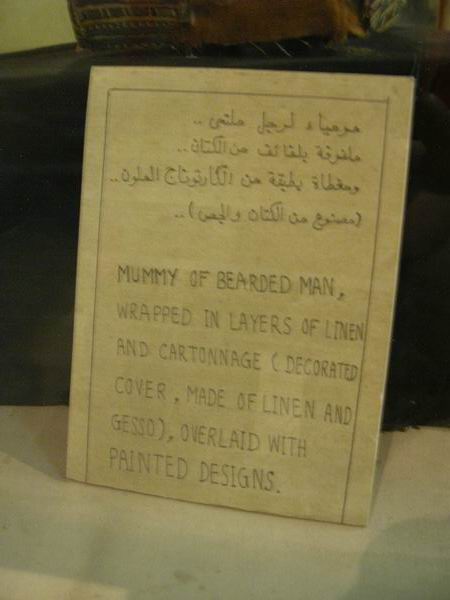 مومياء لرجل ملتحى ..
ملفوفة بلفائف من الكتان ..
ومغطاة بطبقة من الكارتوناج الملون ..
(مصنوع من الكتان والجص) ..
MUMMY OF BEARDED MAN,
WRAPPED IN LAYERS OF LINEN
AND CARTONNAGE (DECORATED
COVER, MADE OF LINEN AND
GESSO), OVERLAID WITH
PAINTED DESIGNS.